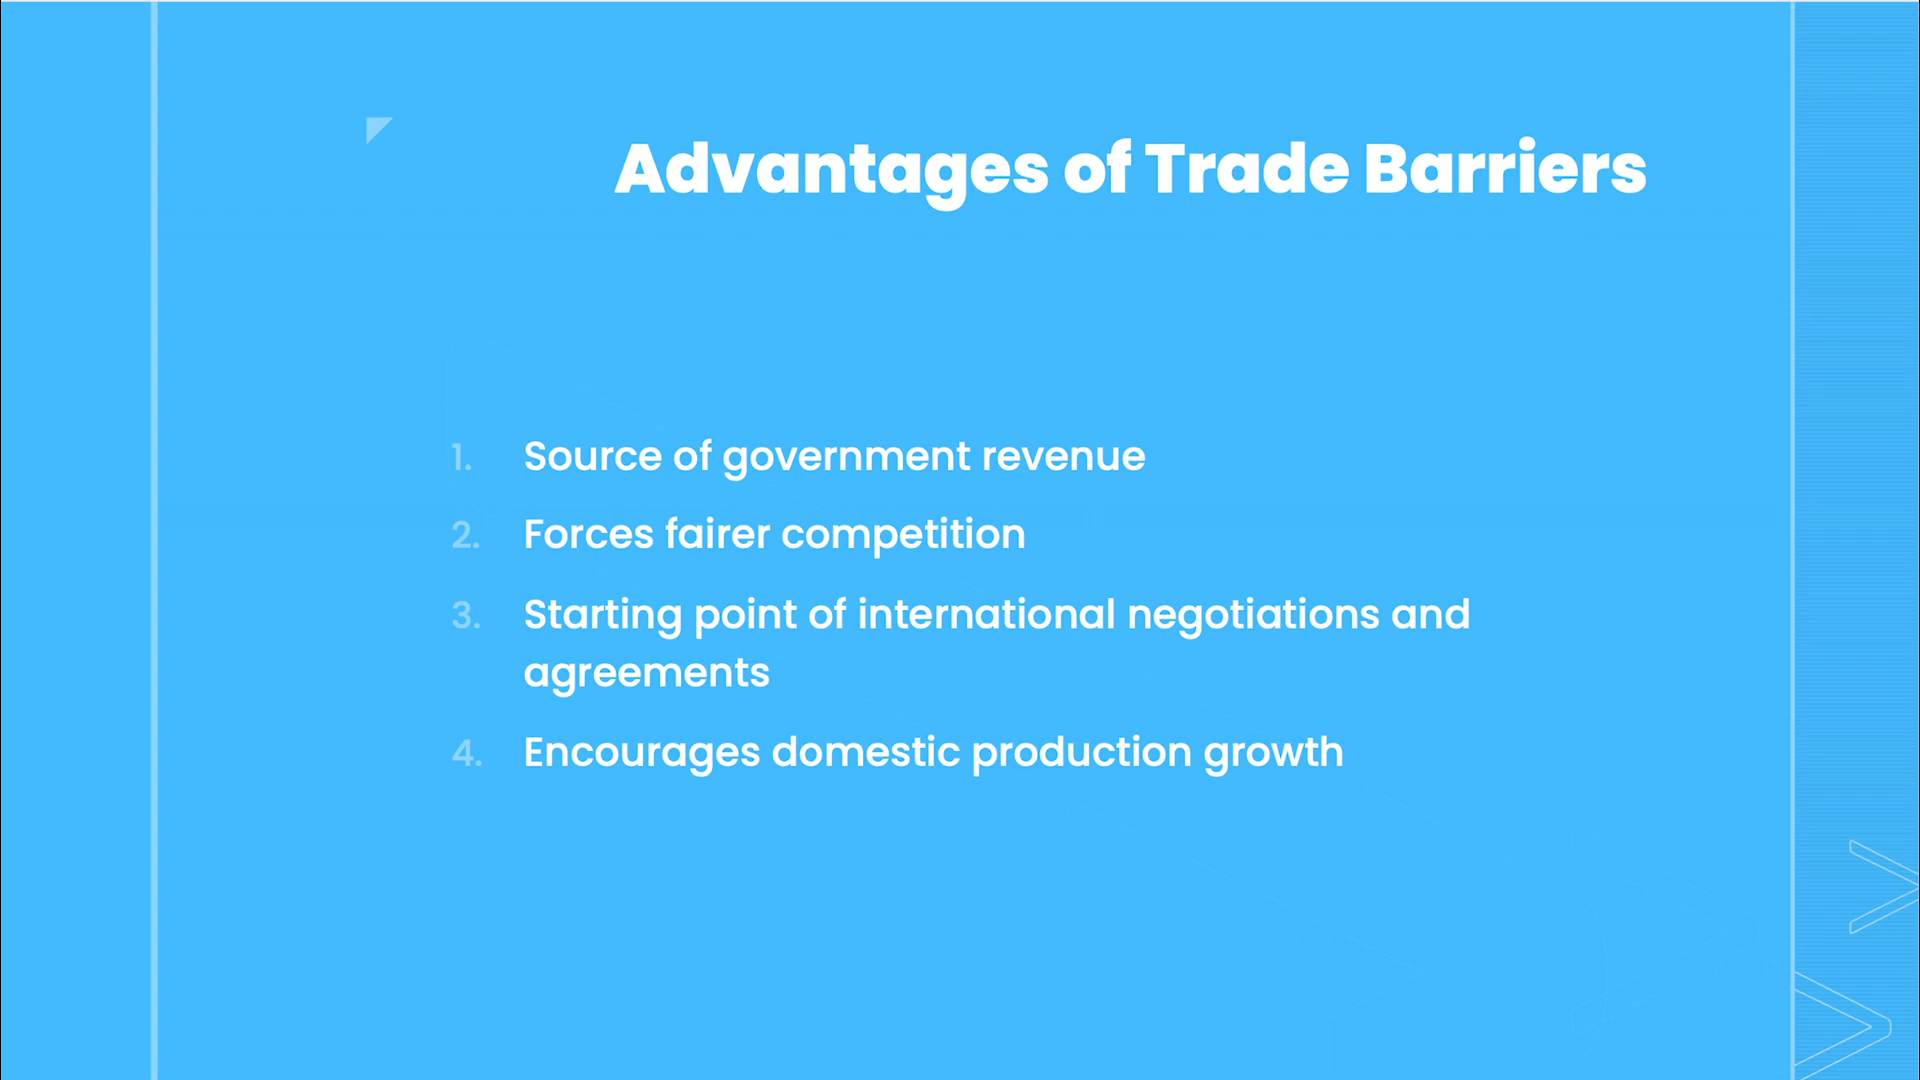 Advantages of Trade Barriers
1. Source of government revenue
2. Forces fairer competition
3. Starting point of international negotiations and
agreements
4. Encourages domestic production growth